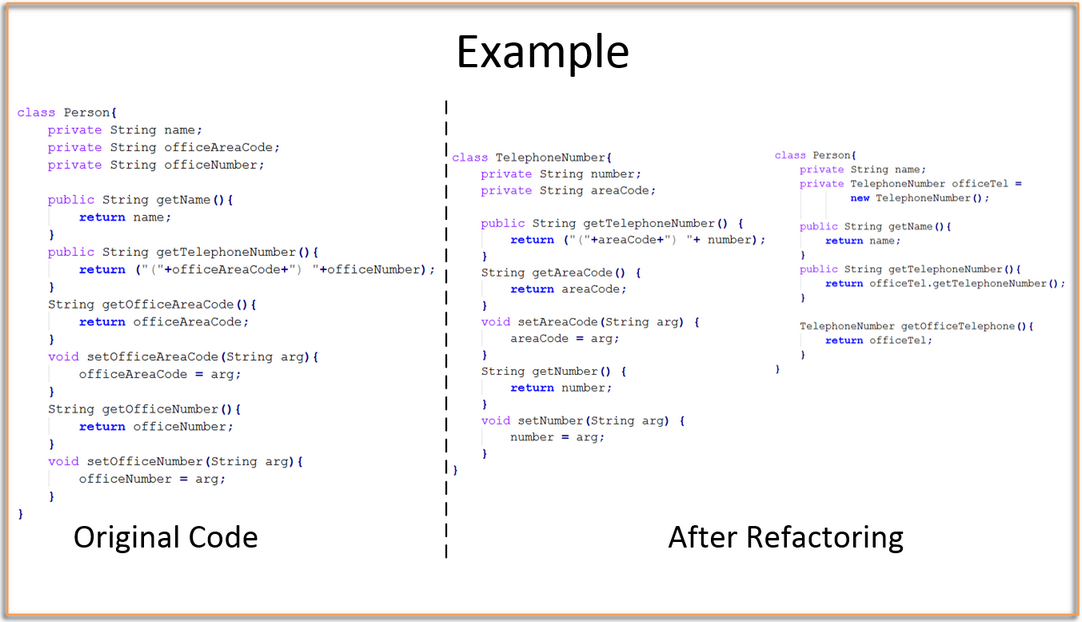 Example
class Person{
private String name;
private String officeAreaCode;
private String officeNumber;
public String getName(){
return name;
}
public String getTelephoneNumber(){
return ("("+officeAreaCode+") "+officeNumber);
}
String getOfficeAreaCode(){
return officeAreaCode;
}
void setOfficeAreaCode(String arg){
officeAreaCode = arg;
}
String getOfficeNumber(){
return officeNumber;
}
void setOfficeNumber(String arg){
officeNumber = arg;
}
}
Original Code
class TelephoneNumber{
private String number;
private String areaCode;
public String getTelephoneNumber() {
return ("("+areaCode+") "+ number);
}
String getAreaCode() {
return areaCode;
}
void setAreaCode(String arg) {
areaCode = arg;
}
String getNumber() {
return number;
}
void setNumber(String arg) {
number = arg;
}
}
class Person{
private String name;
private TelephoneNumber officeTel =
new TelephoneNumber();
public String getName(){
return name;
}
public String getTelephoneNumber(){
return officeTel.getTelephoneNumber();
}
TelephoneNumber getOfficeTelephone(){
return officeTel;
}
}
After Refactoring